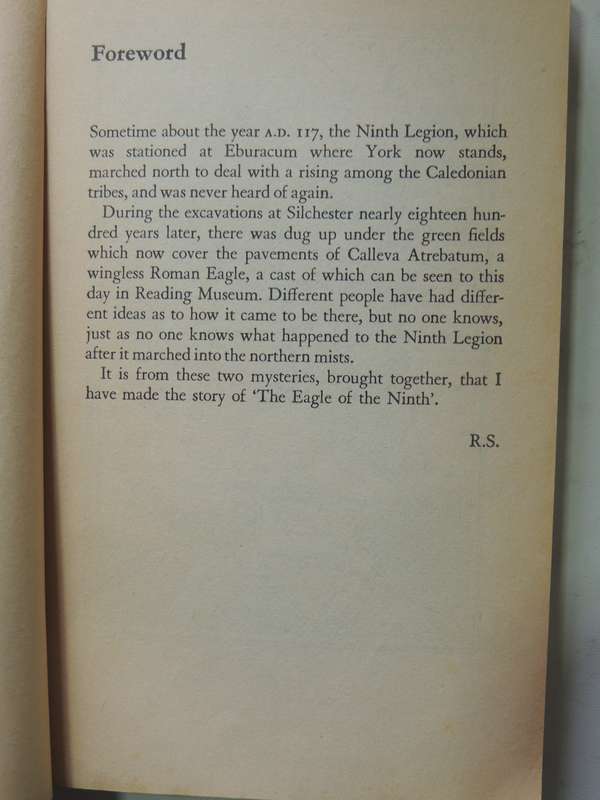 Foreword
Sometime about the year A.D. 117, the Ninth Legion, which
was stationed at Eburacum where York now stands,
marched north to deal with a rising among the Caledonian
tribes, and was never heard of again.
During the excavations at Silchester nearly eighteen hun-
dred years later, there was dug up under the green fields
which now cover the pavements of Calleva Atrebatum, a
wingless Roman Eagle, a cast of which can be seen to this
day in Reading Museum. Different people have had differ-
ent ideas as to how it came to be there, but no one knows,
just as no one knows what happened to the Ninth Legion
after it marched into the northern mists.
It is from these two mysteries, brought together, that I
have made the story of 'The Eagle of the Ninth'.
R.S.